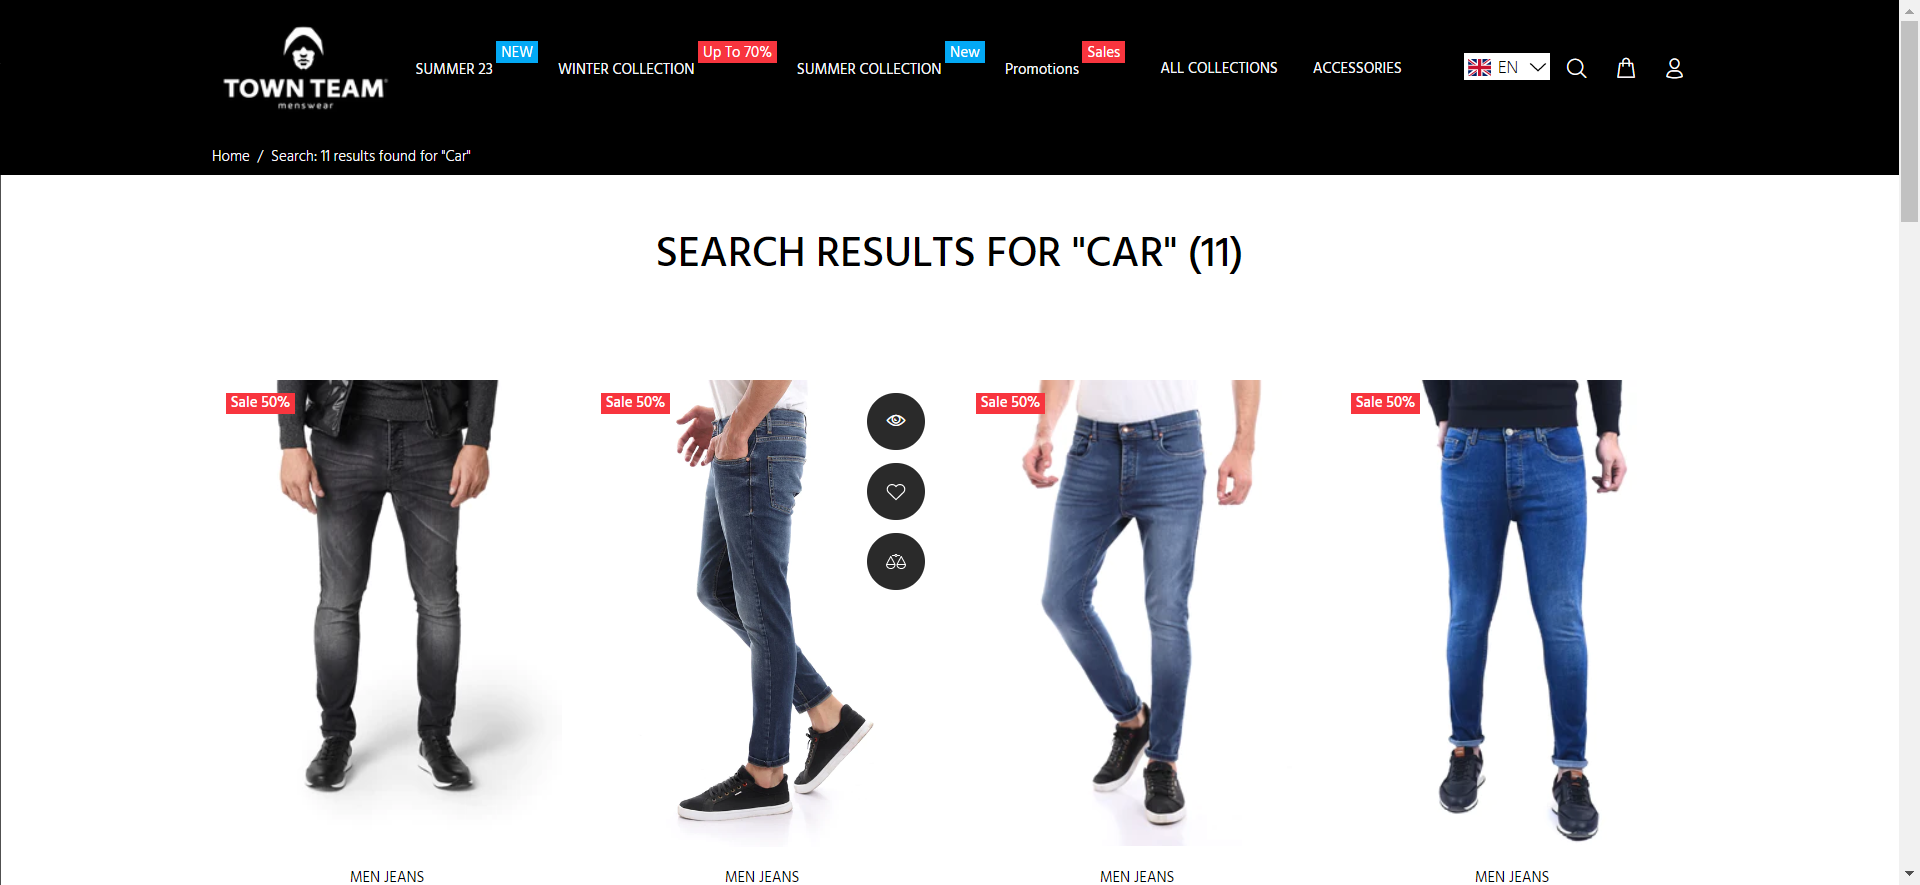 TOWN TEAM
menswear
SUMMER 23
NEW
WINTER COLLECTION
Up To 70%
SUMMER COLLECTION
New
Promotions
Sales
ALL COLLECTIONS
ACCESSORIES
EN
Home / Search: 11 results found for "Car"
SEARCH RESULTS FOR "CAR" (11)
Sale 50%
Sale 50%
Sale 50%
Sale 50%
MEN JEANS
MEN JEANS
MEN JEANS
MEN JEANS